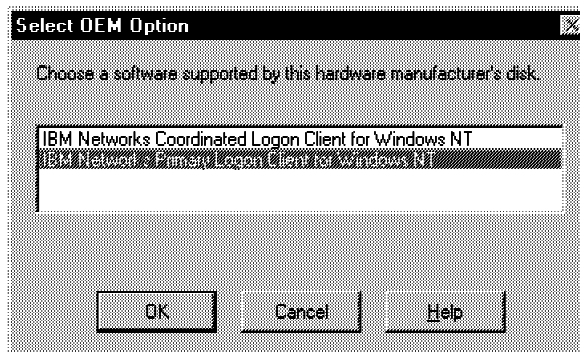 Select OEM Option
Choose a software supported by this hardware manufacturer's disk.
IBM Networks Coordinated Logon Client for Windows NT
IBM Networks Primary Logon Client for Windows NT
OK Cancel Help